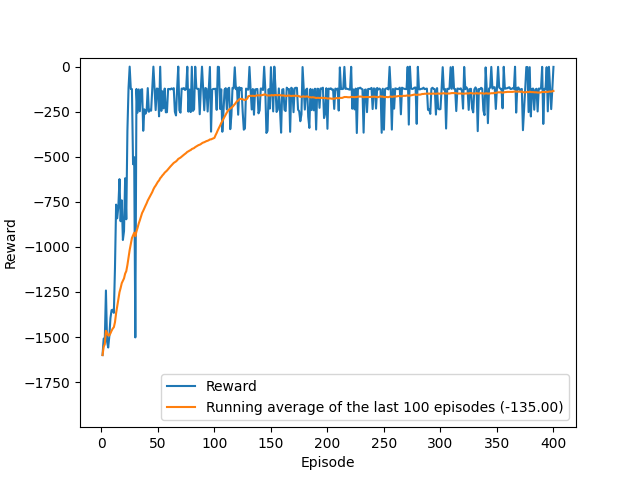 0
−250
−500
−750
−1000
−1250
−1500
−1750
Reward
Reward
Running average of the last 100 episodes (-135.00)
0 50 100 150 200 250 300 350 400
Episode